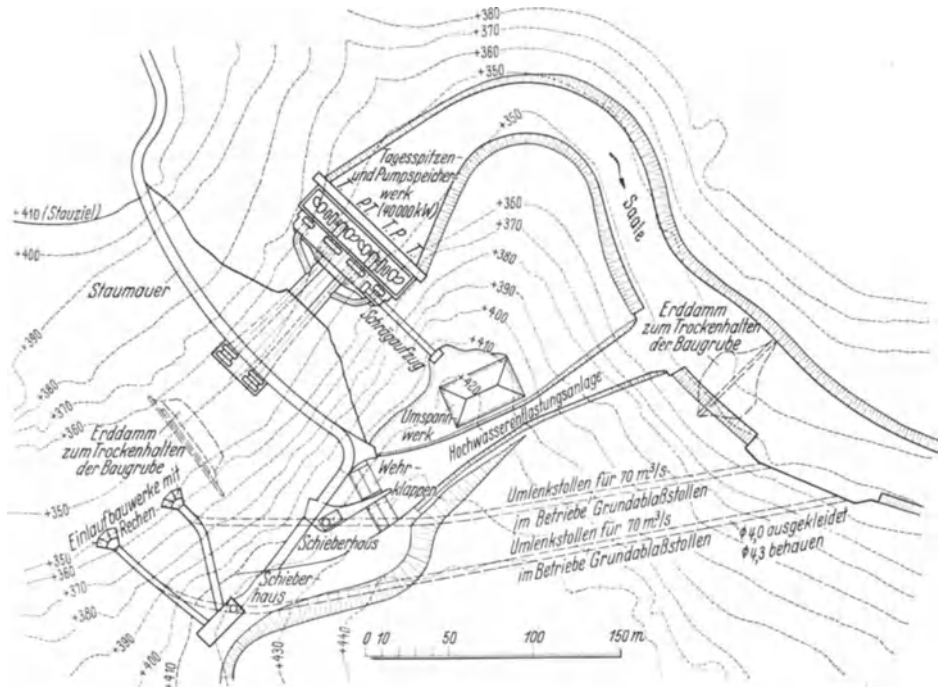 +380
+370
+360
+350
+350
Tagesspitzen-
und Pumpspeicher-
werk
(40000kW)
T.
P.T.
T.P.
T.
Saale
+360
+370
+380
+390
+400
+410
+420
+410 (Stauziel)
+400
Staumauer
+390
+380
+370
+360
Schrägaufzug
Umspann-
werk
Hochwasserentlastungsanlage
Erddamm
zum Trockenhalten
der Baugrube
Erddamm
zum Trockenhalten
der Baugrube
Wehr-
klappen
Einlaufbauwerke mit
Rechen
Schieberhaus
Schieber-
haus
Umlenkstollen für 70 m³/s-
im Betriebe Grundablaßstollen
Umlenkstollen für 70 m³/s
im Betriebe Grundablaßstollen
ϕ 4,0 ausgekleidet
ϕ 4,3 behauen
+350
+350
+360
+370
+380
+390
+400
+410
+430
+440
0 10 50 100 150 m.